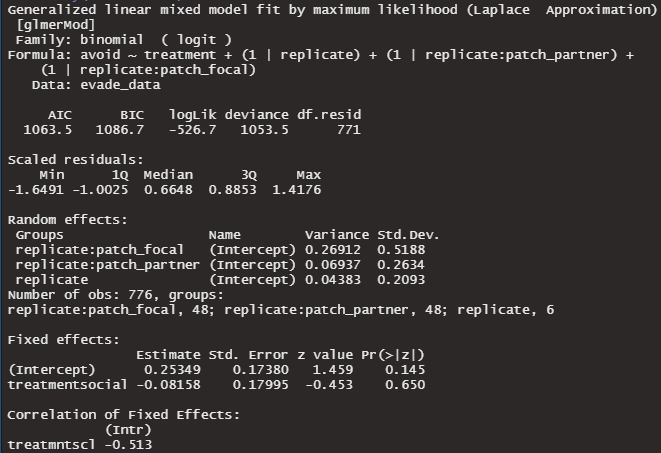 Generalized linear mixed model fit by maximum likelihood (Laplace  Approximation)
 [glmerMod]
 Family: binomial  ( logit )
Formula: avoid ~ treatment + (1 | replicate) + (1 | replicate:patch_partner) +
    (1 | replicate:patch_focal)
   Data: evade_data

     AIC      BIC   logLik deviance df.resid
  1063.5   1086.7   -526.7   1053.5      771

Scaled residuals:
    Min      1Q  Median      3Q     Max
-1.6491 -1.0025  0.6648  0.8853  1.4176

Random effects:
 Groups                  Name        Variance Std.Dev.
 replicate:patch_focal   (Intercept) 0.26912  0.5188
 replicate:patch_partner (Intercept) 0.06937  0.2634
 replicate               (Intercept) 0.04383  0.2093
Number of obs: 776, groups:
replicate:patch_focal, 48; replicate:patch_partner, 48; replicate, 6

Fixed effects:
                Estimate Std. Error z value Pr(>|z|)
(Intercept)      0.25349    0.17380   1.459    0.145
treatmentsocial -0.08158    0.17995  -0.453    0.650

Correlation of Fixed Effects:
            (Intr)
treatmntscl -0.513